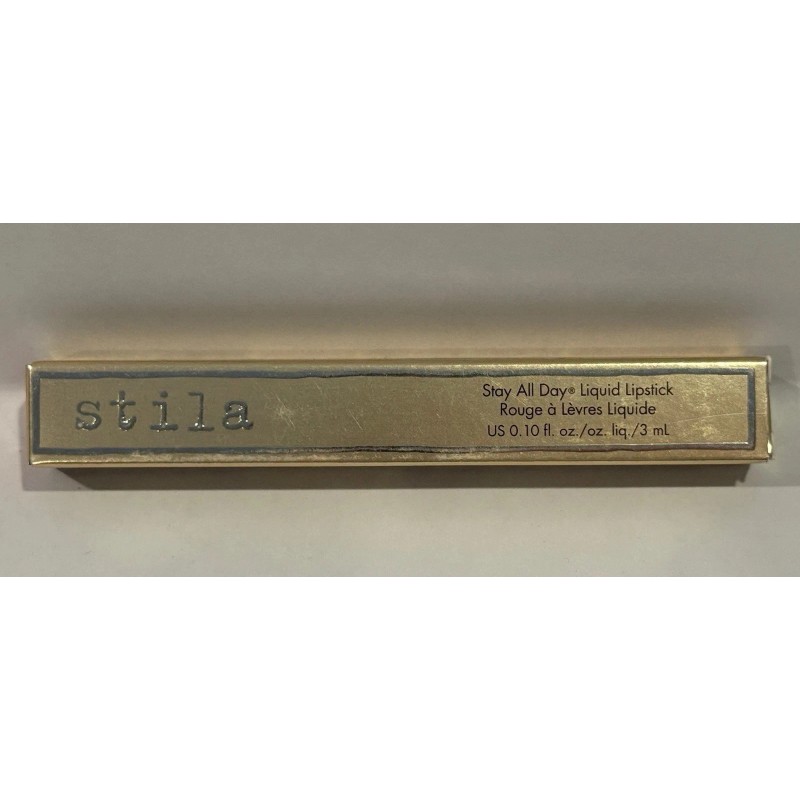 stila
Stay All Day® Liquid Lipstick
Rouge à Lèvres Liquide
US 0.10 fl. oz./oz. liq./3 mL